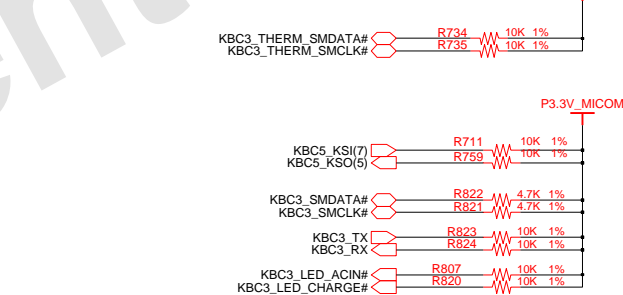 KBC3_THERM_SMDATA# R734 10K 1%
KBC3_THERM_SMCLK# R735 10K 1%
P3.3V_MICOM
KBC5_KSI(7) R711 10K 1%
KBC5_KSO(5) R759 10K 1%
KBC3_SMDATA# R822 4.7K 1%
KBC3_SMCLK# R821 4.7K 1%
KBC3_TX R823 10K 1%
KBC3_RX R824 10K 1%
KBC3_LED_ACIN# R807 10K 1%
KBC3_LED_CHARGE# R820 10K 1%